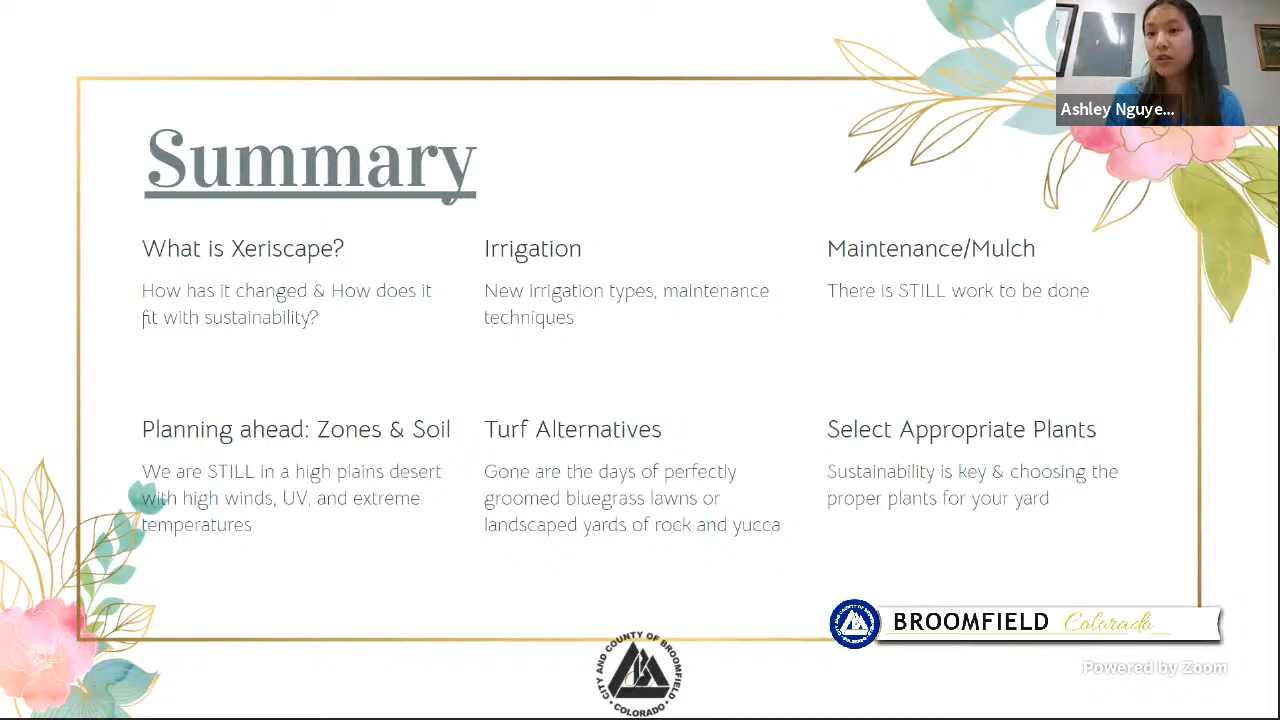 Ashley Nguye...
Summary
What is Xeriscape?
How has it changed & How does it
fit with sustainability?
Irrigation
New irrigation types, maintenance
techniques
Maintenance/Mulch
There is STILL work to be done
Planning ahead: Zones & Soil
We are STILL in a high plains desert
with high winds, UV, and extreme
temperatures
Turf Alternatives
Gone are the days of perfectly
groomed bluegrass lawns or
landscaped yards of rock and yucca
Select Appropriate Plants
Sustainability is key & choosing the
proper plants for your yard
BROOMFIELD Colorado
CITY AND COUNTY OF BROOMFIELD
• COLORADO •
Powered by Zoom